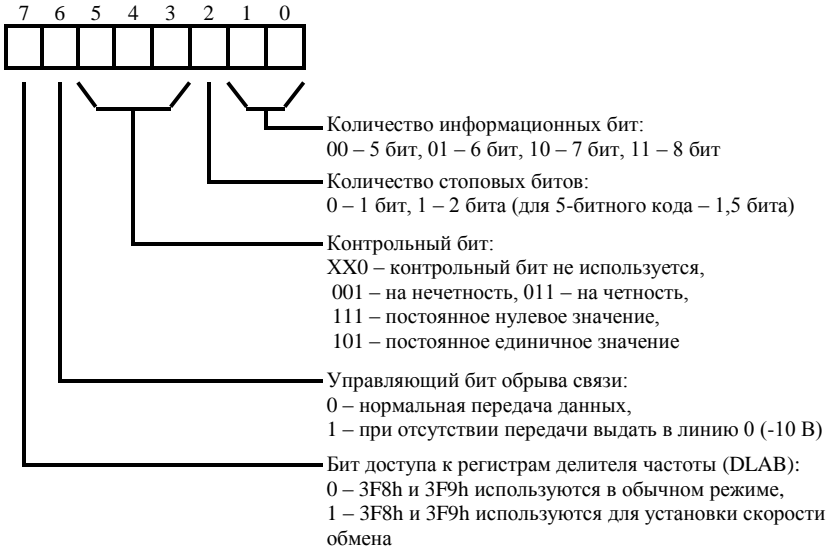 7 6 5 4 3 2 1 0
Количество информационных бит:
00 – 5 бит, 01 – 6 бит, 10 – 7 бит, 11 – 8 бит
Количество стоповых битов:
0 – 1 бит, 1 – 2 бита (для 5-битного кода – 1,5 бита)
Контрольный бит:
XX0 – контрольный бит не используется,
001 – на нечетность, 011 – на четность,
111 – постоянное нулевое значение,
101 – постоянное единичное значение
Управляющий бит обрыва связи:
0 – нормальная передача данных,
1 – при отсутствии передачи выдать в линию 0 (-10 В)
Бит доступа к регистрам делителя частоты (DLAB):
0 – 3F8h и 3F9h используются в обычном режиме,
1 – 3F8h и 3F9h используются для установки скорости
обмена